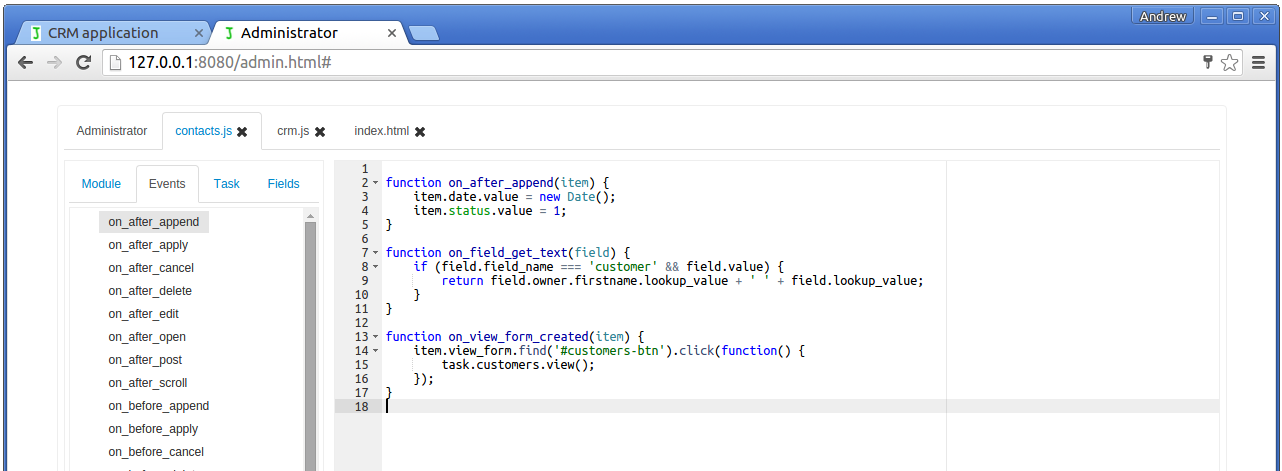 Andrew
CRM application
Administrator
127.0.0.1:8080/admin.html#
Administrator contacts.js crm.js index.html
Module Events Task Fields
on_after_append
on_after_apply
on_after_cancel
on_after_delete
on_after_edit
on_after_open
on_after_post
on_after_scroll
on_before_append
on_before_apply
on_before_cancel
1
2 function on_after_append(item) {
3     item.date.value = new Date();
4     item.status.value = 1;
5 }
6
7 function on_field_get_text(field) {
8     if (field.field_name === 'customer' && field.value) {
9         return field.owner.firstname.lookup_value + ' ' + field.lookup_value;
10     }
11 }
12
13 function on_view_form_created(item) {
14     item.view_form.find('#customers-btn').click(function() {
15         task.customers.view();
16     });
17 }
18